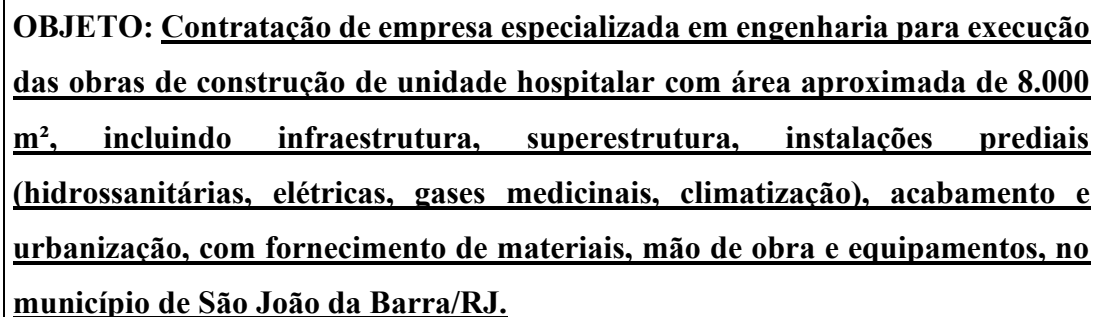 OBJETO: Contratação de empresa especializada em engenharia para execução
das obras de construção de unidade hospitalar com área aproximada de 8.000
m², incluindo infraestrutura, superestrutura, instalações prediais
(hidrossanitárias, elétricas, gases medicinais, climatização), acabamento e
urbanização, com fornecimento de materiais, mão de obra e equipamentos, no
município de São João da Barra/RJ.